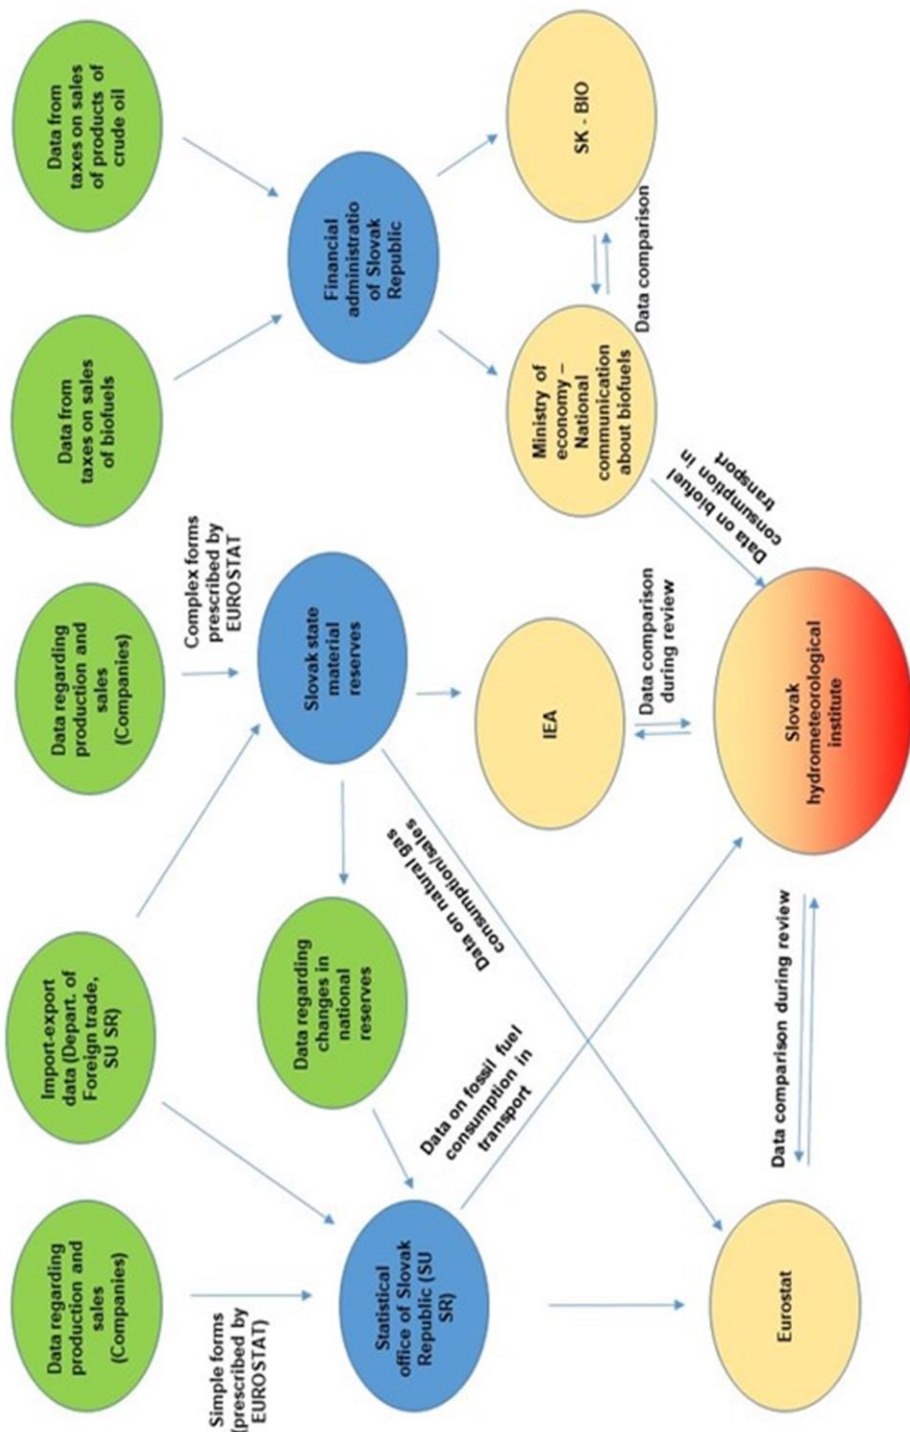 Data regarding
production and
sales
(Companies)
Import-export
data (Depart. of
Foreign trade,
SU SR)
Data regarding
production and
sales
(Companies)
Data from
taxes on sales
of biofuels
Data from
taxes on sales
of products of
crude oil
Simple forms
(prescribed by
EUROSTAT)
Complex forms
prescribed by
EUROSTAT
Statistical
office of Slovak
Republic (SU
SR)
Data regarding
changes in
national
reserves
Slovak state
material
reserves
Financial
administratio
of Slovak
Republic
Data on fossil fuel
consumption in
transport
Data on natural gas
consumption/sales
IEA
Ministry of
economy –
National
communication
about biofuels
SK - BIO
Data comparison
Data comparison
during review
Data on biofuel
consumption in
transport
Eurostat
Data comparison during review
Slovak
hydrometeorological
institute